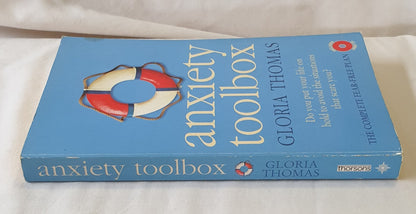 anxiety
toolbox
GLORIA THOMAS
Do you put your life on
hold to avoid the situations
that scare you?
THE COMPLETE FEAR-FREE PLAN
anxiety toolbox
GLORIA
THOMAS
thorsons